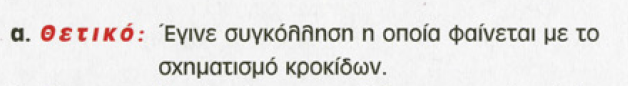 α. Θετικό: Έγινε συγκόλληση η οποία φαίνεται με το
σχηματισμό κροκίδων.